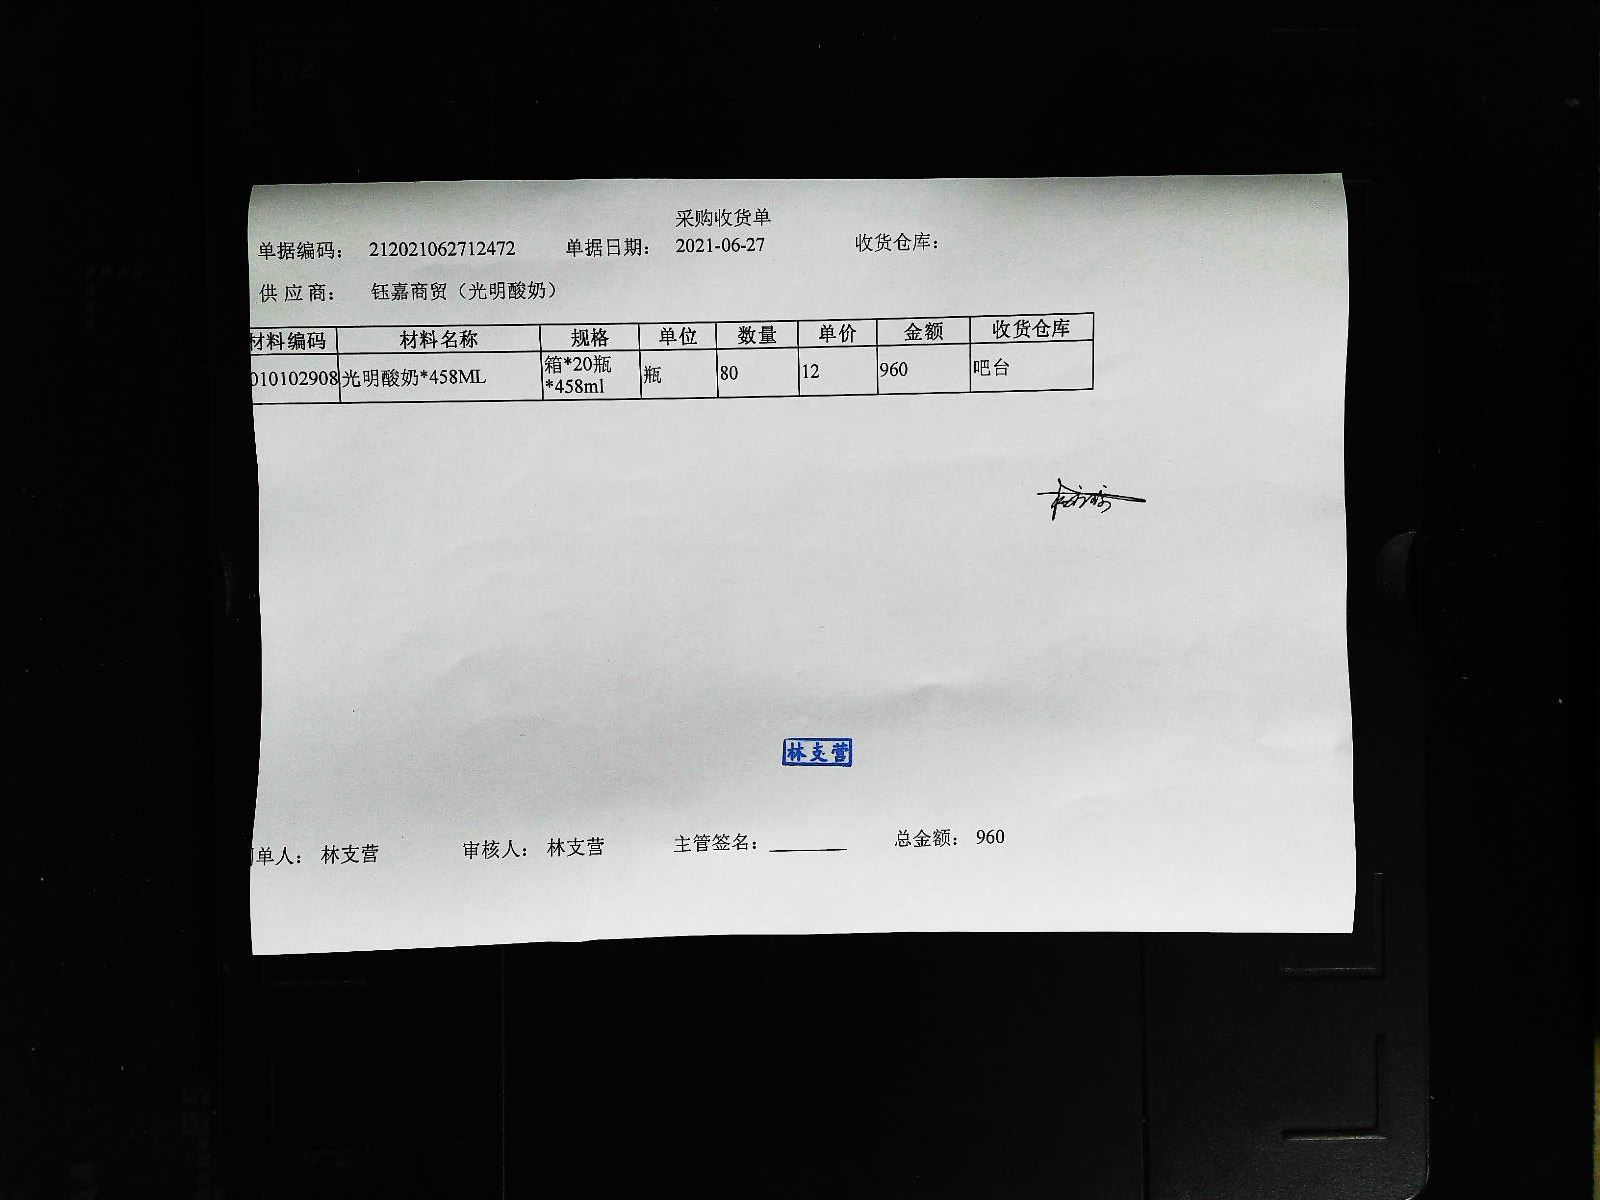 采购收货单
单据编码： 212021062712472 单据日期： 2021-06-27 收货仓库：
供 应 商： 钰嘉商贸（光明酸奶）
材料编码 材料名称 规格 单位 数量 单价 金额 收货仓库
010102908 光明酸奶*458ML 箱*20瓶*458ml 瓶 80 12 960 吧台
林支营
单人： 林支营 审核人： 林支营 主管签名： 总金额： 960